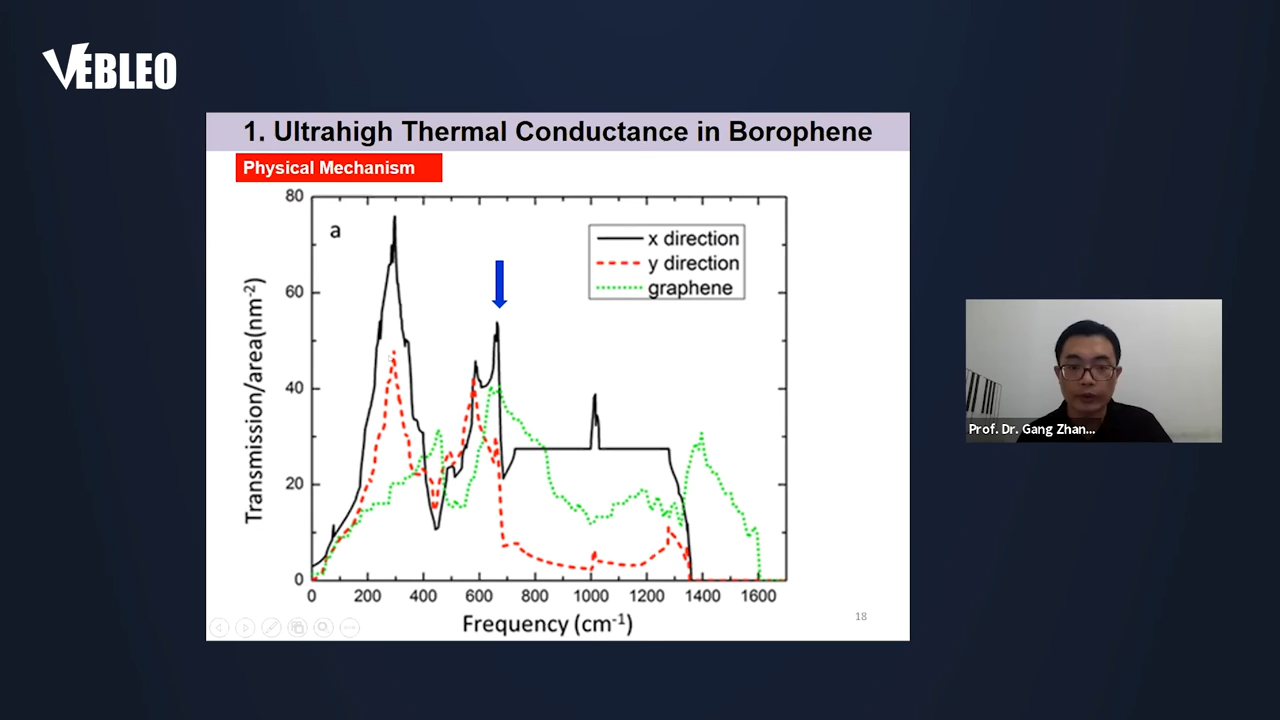 VEBLEO
1. Ultrahigh Thermal Conductance in Borophene
Physical Mechanism
80
60
40
20
0
a
x direction
y direction
graphene
Transmission/area(nm⁻²)
0 200 400 600 800 1000 1200 1400 1600
Frequency (cm⁻¹)
18
Prof. Dr. Gang Zhan...